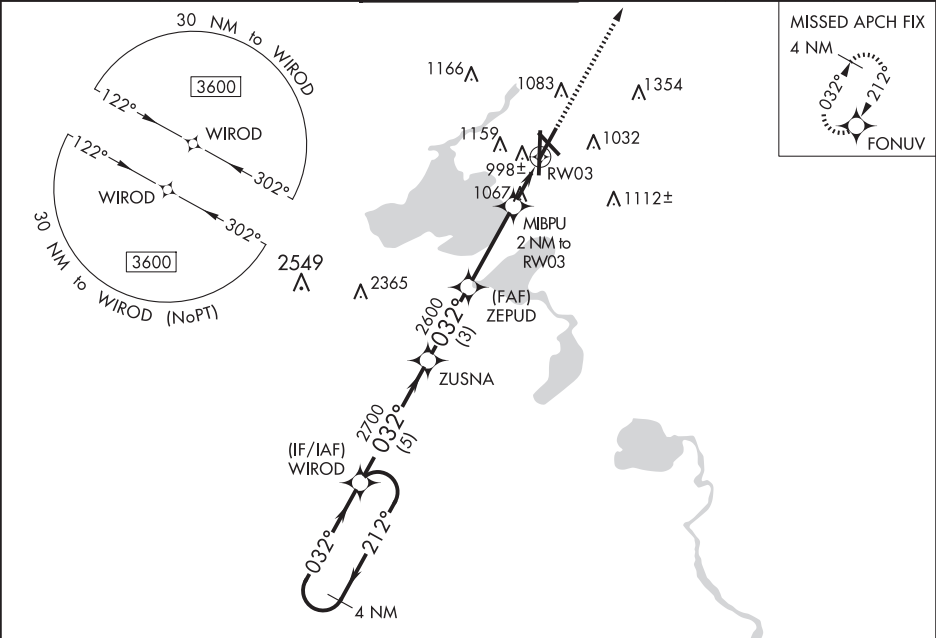 30 NM to WIROD
3600
122°
WIROD
302°
122°
WIROD
302°
3600
30 NM to WIROD (NoPT)
MISSED APCH FIX
4 NM
032°
212°
FONUV
1166
1083
1354
1159
1032
998±
RW03
1067
1112±
MIBPU
2 NM to
RW03
2549
2365
(FAF)
ZEPUD
2600
032°
(3)
ZUSNA
2700
032°
(5)
(IF/IAF)
WIROD
032°
212°
4 NM